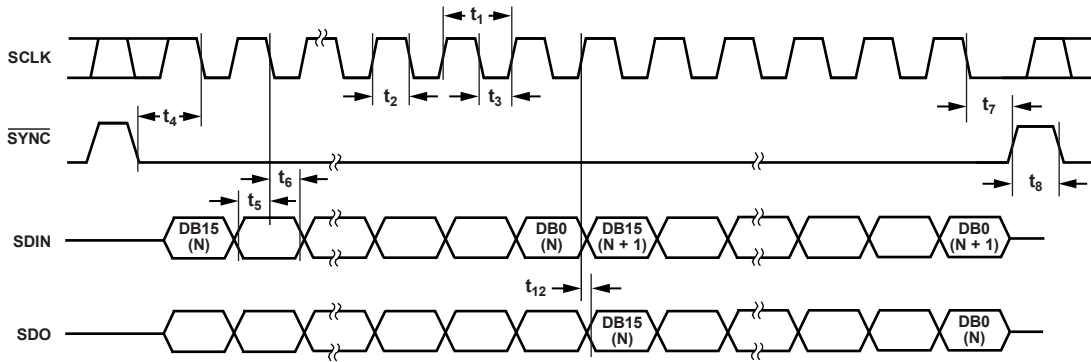 t1
SCLK
t2
t3
t4
t7
SYNC
t6
t5
t8
SDIN
DB15
(N)
DB0
(N)
DB15
(N + 1)
DB0
(N + 1)
t12
SDO
DB15
(N)
DB0
(N)